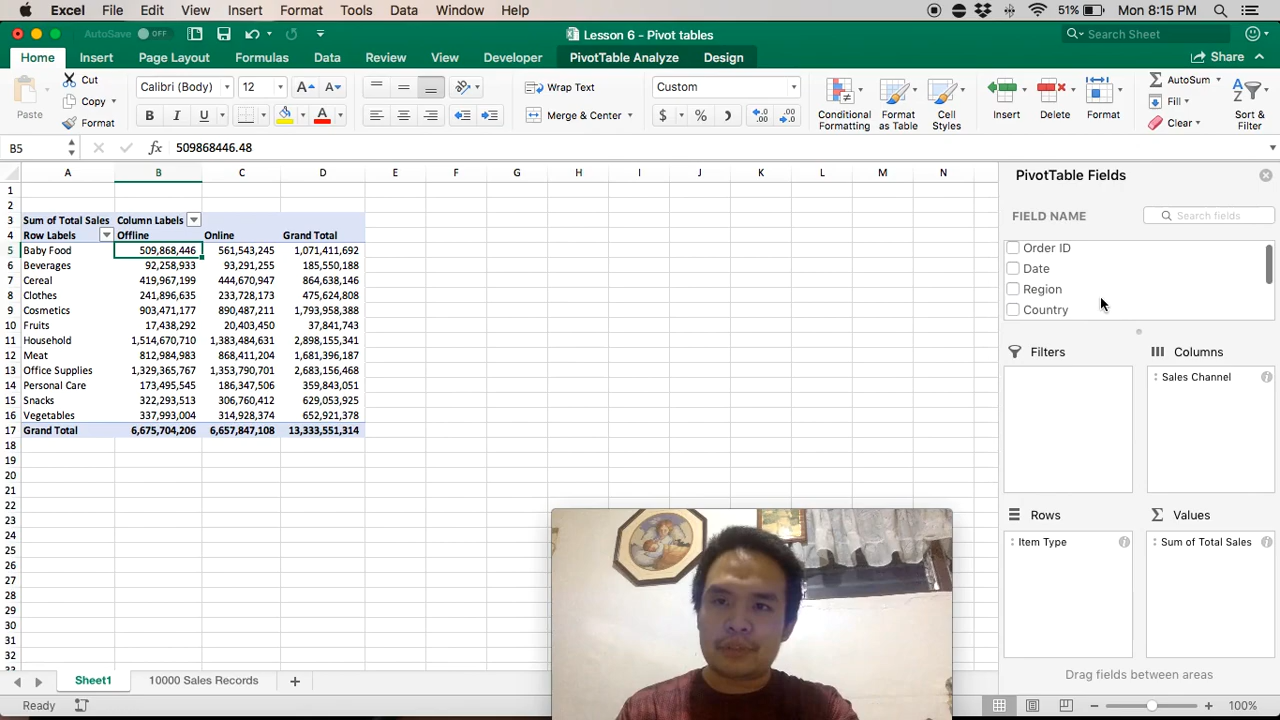 Excel File Edit View Insert Format Tools Data Window Help 51% Mon 8:15 PM
AutoSave OFF Lesson 6 - Pivot tables Search Sheet
Home Insert Page Layout Formulas Data Review View Developer PivotTable Analyze Design Share
Paste Cut Copy Format
Calibri (Body) 12 A A
B I U A
Wrap Text
Merge & Center
Custom
$ % )
Conditional Formatting Format as Table Cell Styles Insert Delete Format AutoSum Fill Clear Sort & Filter
B5 fx 509868446.48
A B C D E F G H I J K L M N
1
2
3 Sum of Total Sales Column Labels
4 Row Labels Offline Online Grand Total
5 Baby Food 509,868,446 561,543,245 1,071,411,692
6 Beverages 92,258,933 93,291,255 185,550,188
7 Cereal 419,967,199 444,670,947 864,638,146
8 Clothes 241,896,635 233,728,173 475,624,808
9 Cosmetics 903,471,177 890,487,211 1,793,958,388
10 Fruits 17,438,292 20,403,450 37,841,743
11 Household 1,514,670,710 1,383,484,631 2,898,155,341
12 Meat 812,984,983 868,411,204 1,681,396,187
13 Office Supplies 1,329,365,767 1,353,790,701 2,683,156,468
14 Personal Care 173,495,545 186,347,506 359,843,051
15 Snacks 322,293,513 306,760,412 629,053,925
16 Vegetables 337,993,004 314,928,374 652,921,378
17 Grand Total 6,675,704,206 6,657,847,108 13,333,551,314
18
19
20
21
22
23
24
25
26
27
28
29
30
31
32
PivotTable Fields
FIELD NAME Search fields
Order ID
Date
Region
Country
Filters Columns
Sales Channel
Rows Values
Item Type Sum of Total Sales
Drag fields between areas
Sheet1 10000 Sales Records
Ready 100%